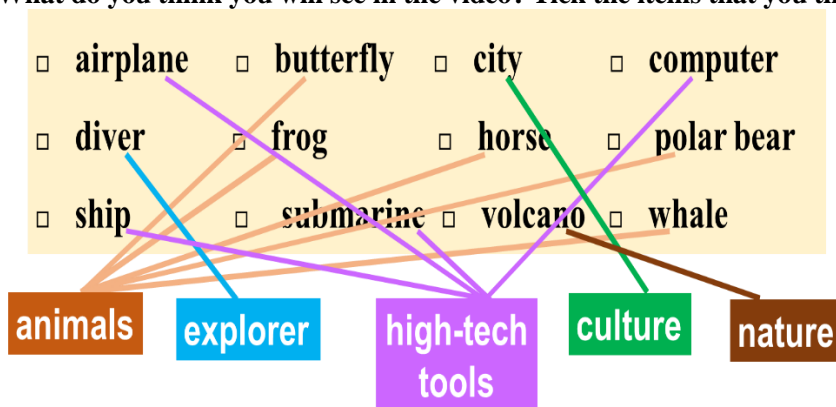 What do you think you will see in the video? Tick the items that you
□ airplane □ butterfly □ city □ computer
□ diver □ frog □ horse □ polar bear
□ ship □ submarine □ volcano □ whale
animals explorer high-tech tools culture nature